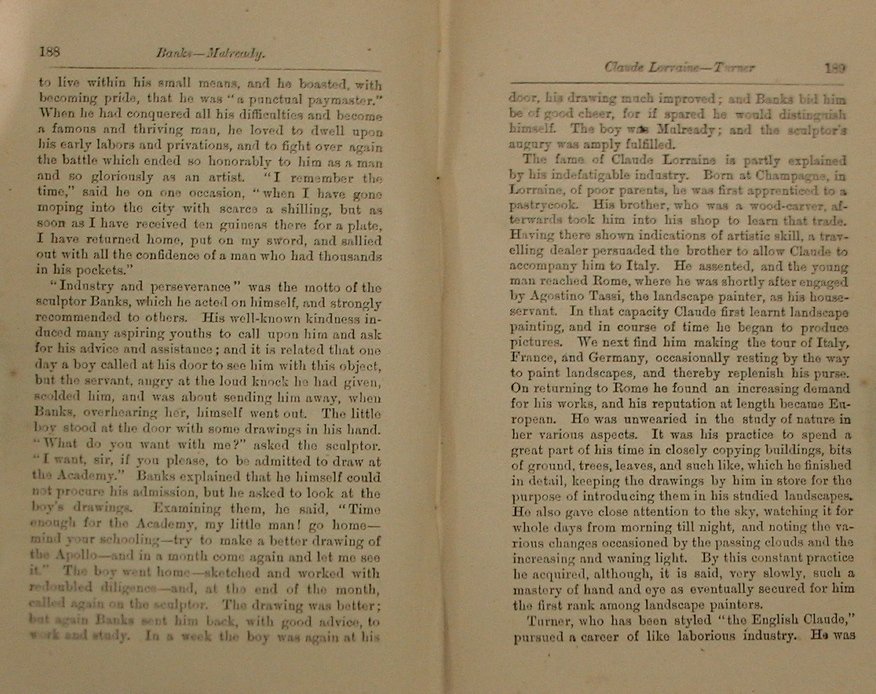 188 Banks—Mulready.
to live within his small means, and he boasted, with
becoming pride, that he was "a punctual paymaster."
When he had conquered all his difficulties and become
a famous and thriving man, he loved to dwell upon
his early labors and privations, and to fight over again
the battle which ended so honorably to him as a man
and so gloriously as an artist. "I remember the
time," said he on one occasion, "when I have gone
moping into the city with scarce a shilling, but as
soon as I have received ten guineas there for a plate,
I have returned home, put on my sword, and sallied
out with all the confidence of a man who had thousands
in his pockets."
"Industry and perseverance" was the motto of the
sculptor Banks, which he acted on himself, and strongly
recommended to others. His well-known kindness in-
duced many aspiring youths to call upon him and ask
for his advice and assistance; and it is related that one
day a boy called at his door to see him with this object,
but the servant, angry at the loud knock he had given,
scolded him, and was about sending him away, when
Banks, overhearing her, himself went out. The little
boy stood at the door with some drawings in his hand.
"What do you want with me?" asked the sculptor.
"I want, sir, if you please, to be admitted to draw at
the Academy." Banks explained that he himself could
not procure his admission, but he asked to look at the
boy's drawings. Examining them, he said, "Time
enough for the Academy, my little man! go home—
mind your schooling—try to make a better drawing of
the Apollo—and in a month come again and let me see
it." The boy went home—sketched and worked with
redoubled diligence—and, at the end of the month,
called again on the sculptor. The drawing was better;
but again Banks sent him back, with good advice, to
work and study. In a week the boy was again at his
Claude Lorraine—Turner 189
door, his drawing much improved; and Banks bid him
be of good cheer, for if spared he would distinguish
himself. The boy was Mulready; and the sculptor's
augury was amply fulfilled.
The fame of Claude Lorraine is partly explained
by his indefatigable industry. Born at Champagne, in
Lorraine, of poor parents, he was first apprenticed to a
pastrycook. His brother, who was a wood-carver, af-
terwards took him into his shop to learn that trade.
Having there shown indications of artistic skill, a trav-
elling dealer persuaded the brother to allow Claude to
accompany him to Italy. He assented, and the young
man reached Rome, where he was shortly after engaged
by Agostino Tassi, the landscape painter, as his house-
servant. In that capacity Claude first learnt landscape
painting, and in course of time he began to produce
pictures. We next find him making the tour of Italy,
France, and Germany, occasionally resting by the way
to paint landscapes, and thereby replenish his purse.
On returning to Rome he found an increasing demand
for his works, and his reputation at length became Eu-
ropean. He was unwearied in the study of nature in
her various aspects. It was his practice to spend a
great part of his time in closely copying buildings, bits
of ground, trees, leaves, and such like, which he finished
in detail, keeping the drawings by him in store for the
purpose of introducing them in his studied landscapes.
He also gave close attention to the sky, watching it for
whole days from morning till night, and noting the va-
rious changes occasioned by the passing clouds and the
increasing and waning light. By this constant practice
he acquired, although, it is said, very slowly, such a
mastery of hand and eye as eventually secured for him
the first rank among landscape painters.
Turner, who has been styled "the English Claude,"
pursued a career of like laborious industry. He was